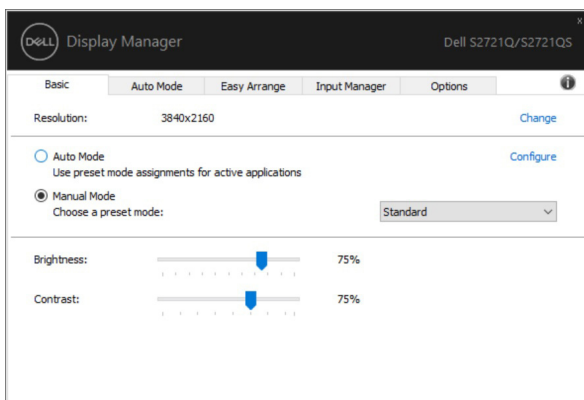 DELL Display Manager
Dell S2721Q/S2721QS
Basic Auto Mode Easy Arrange Input Manager Options
Resolution: 3840x2160 Change
Auto Mode Configure
Use preset mode assignments for active applications
Manual Mode
Choose a preset mode: Standard
Brightness: 75%
Contrast: 75%